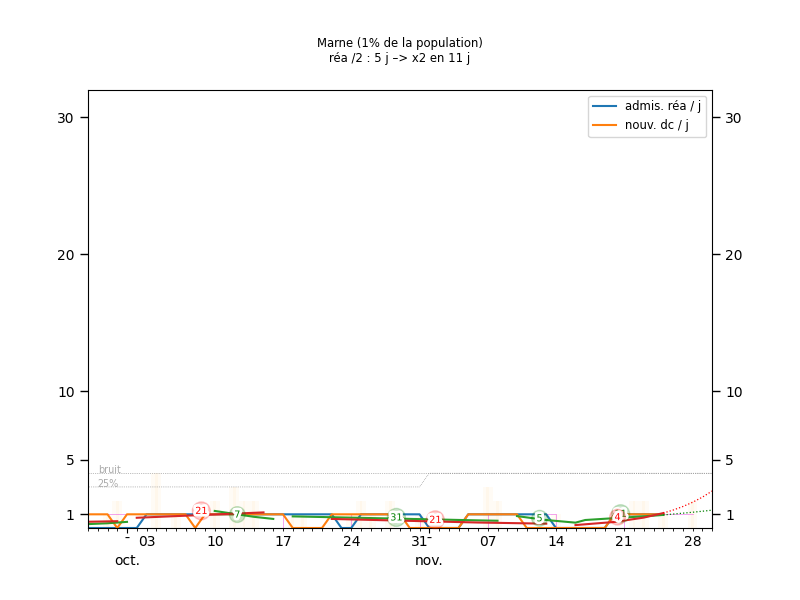 Marne (1% de la population)
réa /2 : 5 j –> x2 en 11 j
admis. réa / j
nouv. dc / j
30
30
20
20
10
10
5
5
bruit
25%
1
1
21
7
31
21
5
4
- 03 10 17 24 31 07 14 21 28
oct. nov.